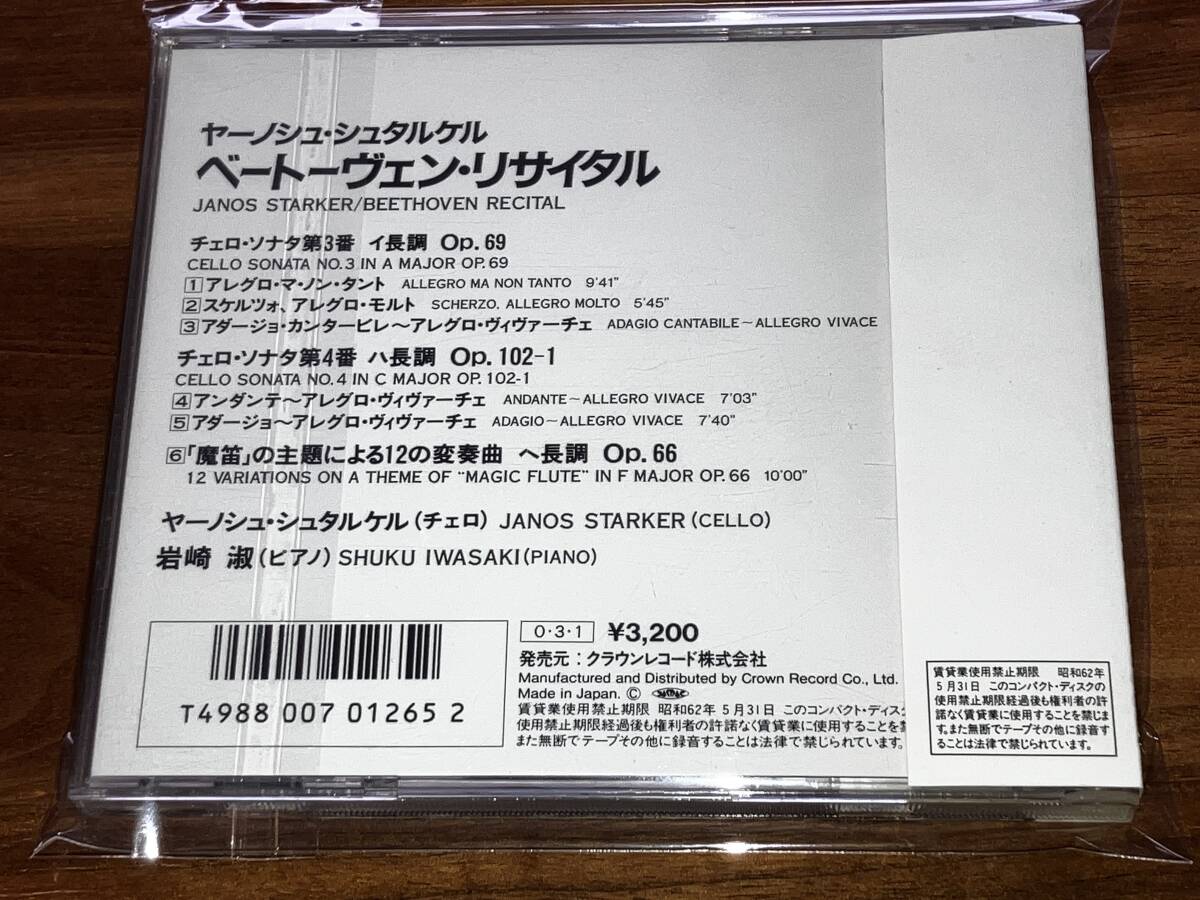 ヤーノシュ・シュタルケル
ベートーヴェン・リサイタル
JANOS STARKER/BEETHOVEN RECITAL
チェロ・ソナタ第3番 イ長調 Op.69
CELLO SONATA NO.3 IN A MAJOR OP.69
1 アレグロ・マ・ノン・タント ALLEGRO MA NON TANTO 9'41"
2 スケルツォ、アレグロ・モルト SCHERZO. ALLEGRO MOLTO 5'45"
3 アダージョ・カンタービレ〜アレグロ・ヴィヴァーチェ ADAGIO CANTABILE〜ALLEGRO VIVACE
チェロ・ソナタ第4番 ハ長調 Op.102-1
CELLO SONATA NO.4 IN C MAJOR OP.102-1
4 アンダンテ〜アレグロ・ヴィヴァーチェ ANDANTE〜ALLEGRO VIVACE 7'03"
5 アダージョ〜アレグロ・ヴィヴァーチェ ADAGIO〜ALLEGRO VIVACE 7'40"
6 「魔笛」の主題による12の変奏曲 ヘ長調 Op.66
12 VARIATIONS ON A THEME OF "MAGIC FLUTE" IN F MAJOR OP.66 10'00"
ヤーノシュ・シュタルケル(チェロ) JANOS STARKER(CELLO)
岩崎 淑(ピアノ) SHUKU IWASAKI(PIANO)
T4988 007 01265 2
0・3・1 ¥3,200
発売元:クラウンレコード株式会社
Manufactured and Distributed by Crown Record Co., Ltd.
Made in Japan. ©
賃貸業使用禁止期限 昭和62年 5月31日 このコンパクト・ディスク
使用禁止期限経過後も権利者の許諾なく賃貸業に使用することを
また無断でテープその他に録音することは法律で禁じられています。
賃貸業使用禁止期限 昭和62年
5月31日 このコンパクト・ディスクの
使用禁止期限経過後も権利者の許
諾なく賃貸業に使用することを禁じま
す。また無断でテープその他に録音す
ることは法律で禁じられています。